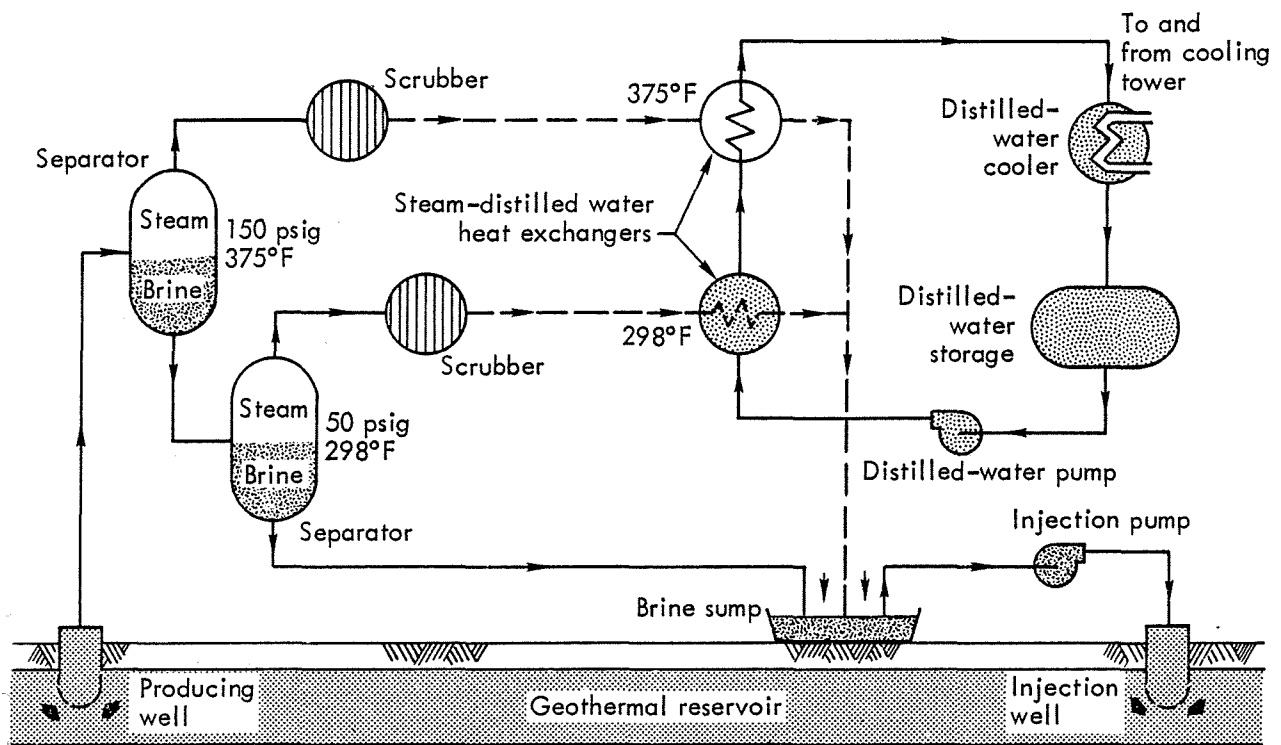 To and
from cooling
tower
Scrubber
375°F
Distilled-
water
cooler
Separator
Steam
150 psig
375°F
Brine
Steam-distilled water
heat exchangers
Distilled-
water
storage
298°F
Scrubber
Steam
50 psig
298°F
Brine
Distilled-water pump
Separator
Injection pump
Brine sump
Producing
well
Geothermal reservoir
Injection
well